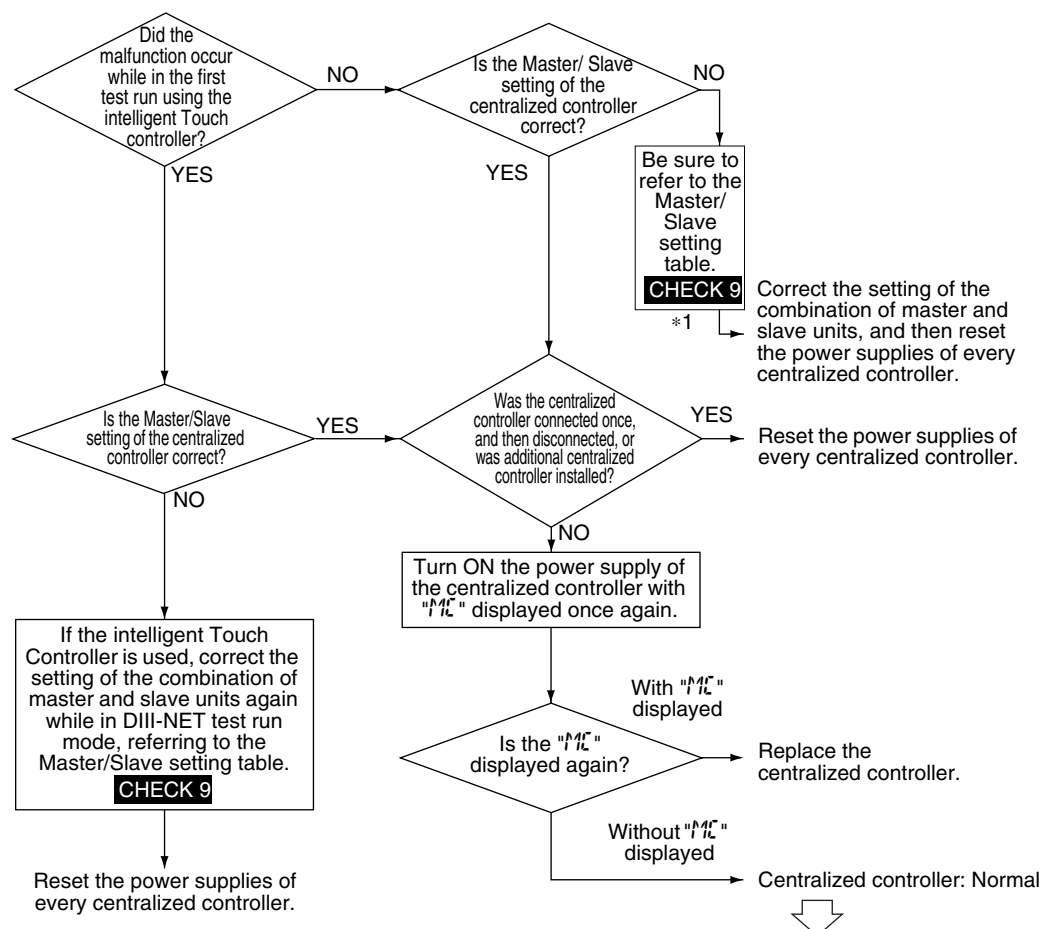 Did the
malfunction occur
while in the first
test run using the
intelligent Touch
controller?
NO
YES
Is the Master/ Slave
setting of the
centralized controller
correct?
NO
YES
Be sure to
refer to the
Master/
Slave
setting
table.
CHECK 9
*1
Correct the setting of the
combination of master and
slave units, and then reset
the power supplies of every
centralized controller.
Is the Master/Slave
setting of the centralized
controller correct?
YES
NO
Was the centralized
controller connected once,
and then disconnected, or
was additional centralized
controller installed?
YES
NO
Reset the power supplies of
every centralized controller.
Turn ON the power supply of
the centralized controller with
"MC" displayed once again.
If the intelligent Touch
Controller is used, correct the
setting of the combination of
master and slave units again
while in DIII-NET test run
mode, referring to the
Master/Slave setting table.
CHECK 9
Reset the power supplies of
every centralized controller.
Is the "MC"
displayed again?
With "MC"
displayed
Replace the
centralized controller.
Without "MC"
displayed
Centralized controller: Normal